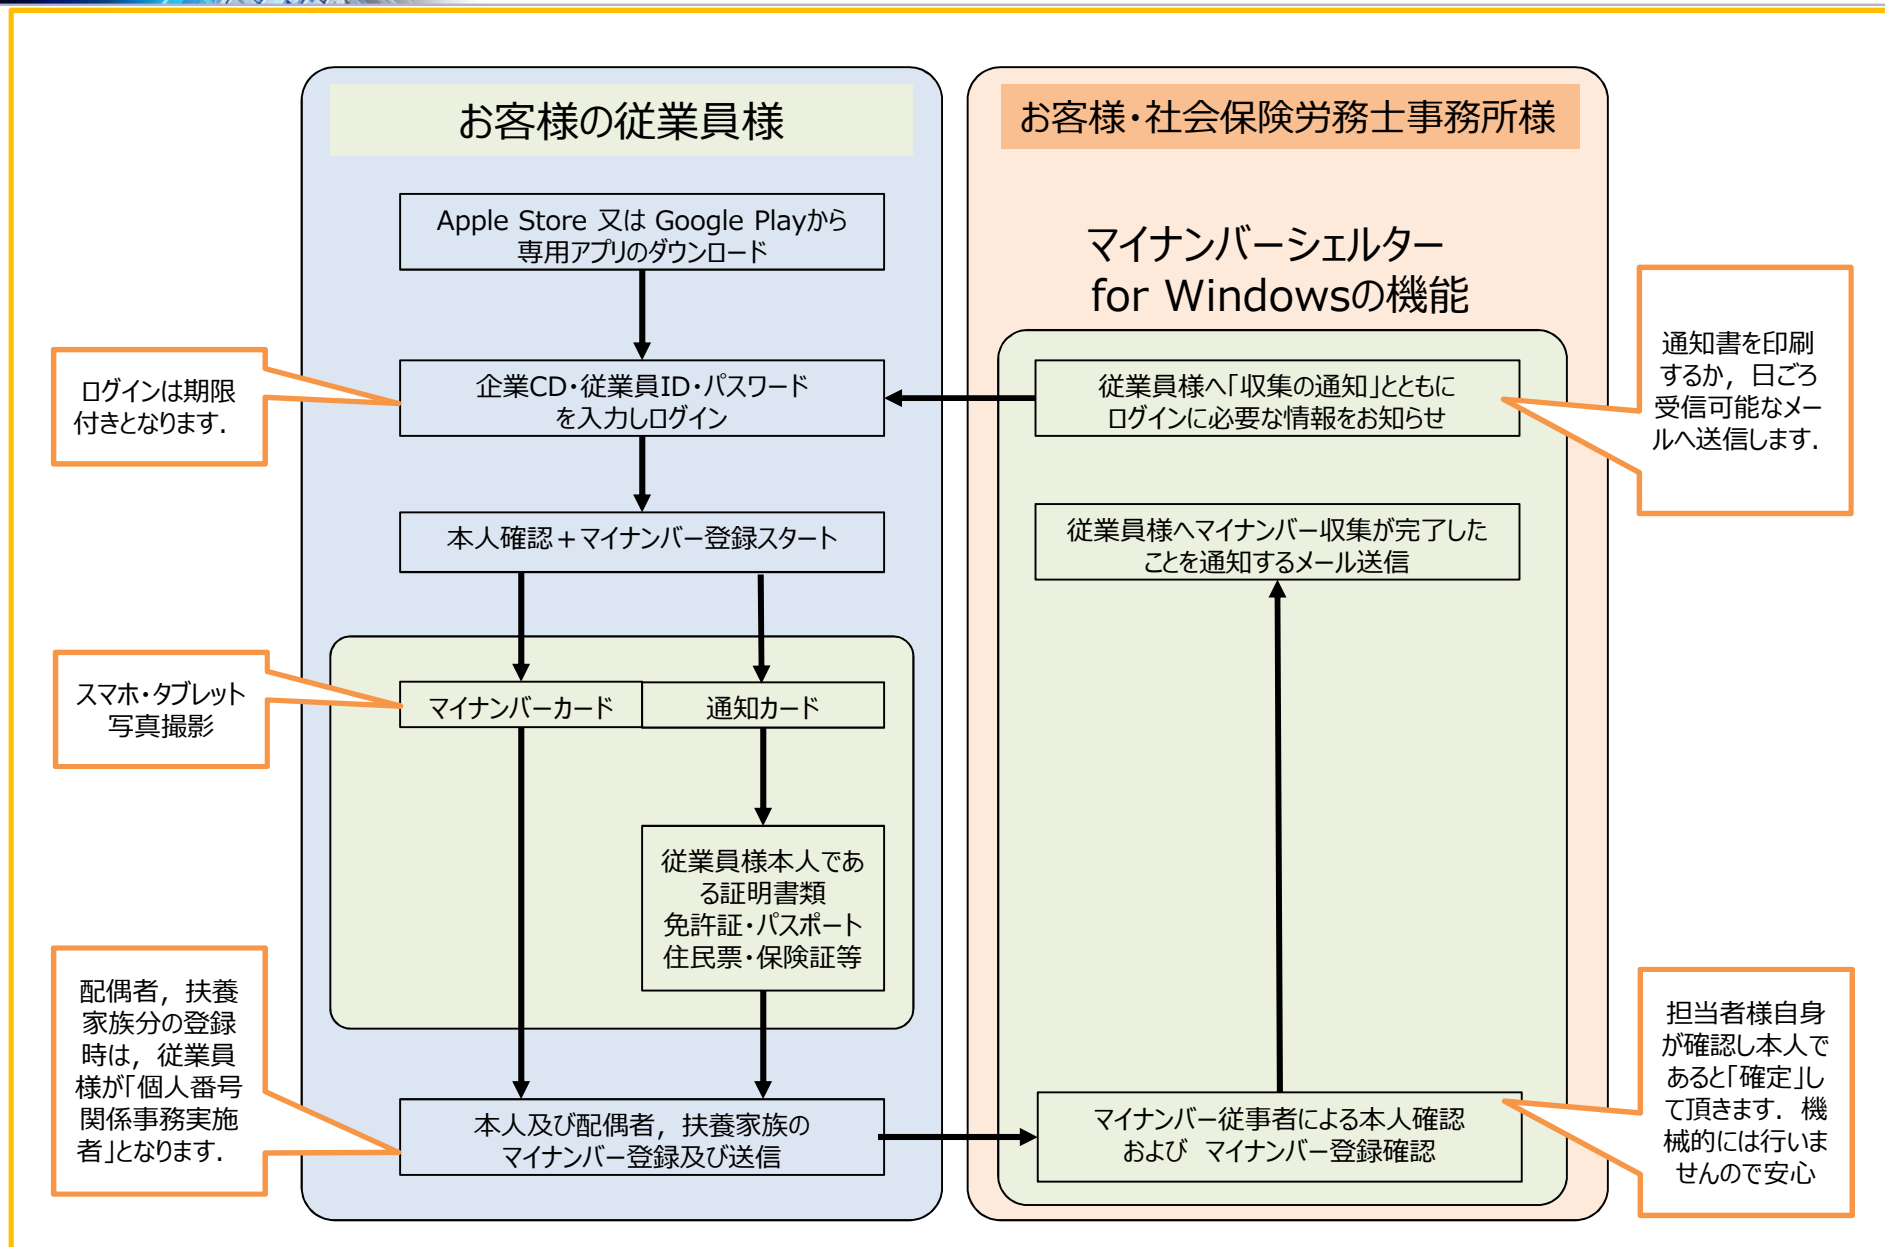 お客様の従業員様
Apple Store 又は Google Playから
専用アプリのダウンロード
企業CD・従業員ID・パスワード
を入力しログイン
本人確認＋マイナンバー登録スタート
マイナンバーカード
通知カード
従業員様本人であ
る証明書類
免許証・パスポート
住民票・保険証等
本人及び配偶者，扶養家族の
マイナンバー登録及び送信
ログインは期限
付きとなります．
スマホ・タブレット
写真撮影
配偶者，扶養
家族分の登録
時は，従業員
様が「個人番号
関係事務実施
者」となります．
お客様・社会保険労務士事務所様
マイナンバーシェルター
for Windowsの機能
従業員様へ「収集の通知」とともに
ログインに必要な情報をお知らせ
従業員様へマイナンバー収集が完了した
ことを通知するメール送信
マイナンバー従事者による本人確認
および　マイナンバー登録確認
通知書を印刷
するか，日ごろ
受信可能なメー
ルへ送信します．
担当者様自身
が確認し本人で
あると「確定」し
て頂きます．機
械的には行いま
せんので安心